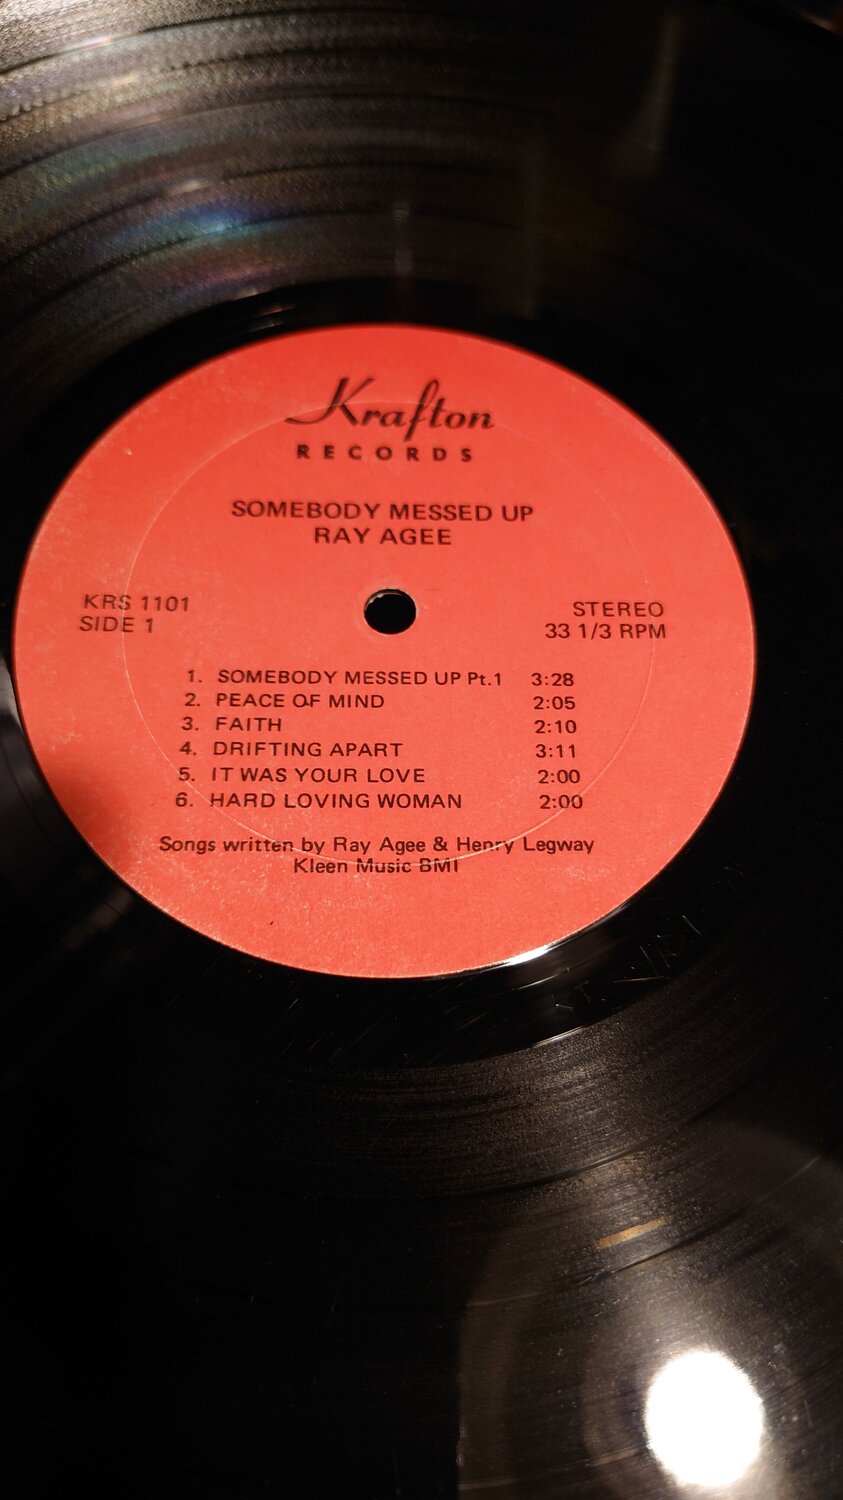 Krafton
RECORDS
SOMEBODY MESSED UP
RAY AGEE
KRS 1101
SIDE 1
STEREO
33 1/3 RPM
1. SOMEBODY MESSED UP Pt.1 3:28
2. PEACE OF MIND 2:05
3. FAITH 2:10
4. DRIFTING APART 3:11
5. IT WAS YOUR LOVE 2:00
6. HARD LOVING WOMAN 2:00
Songs written by Ray Agee & Henry Legway
Kleen Music BMI